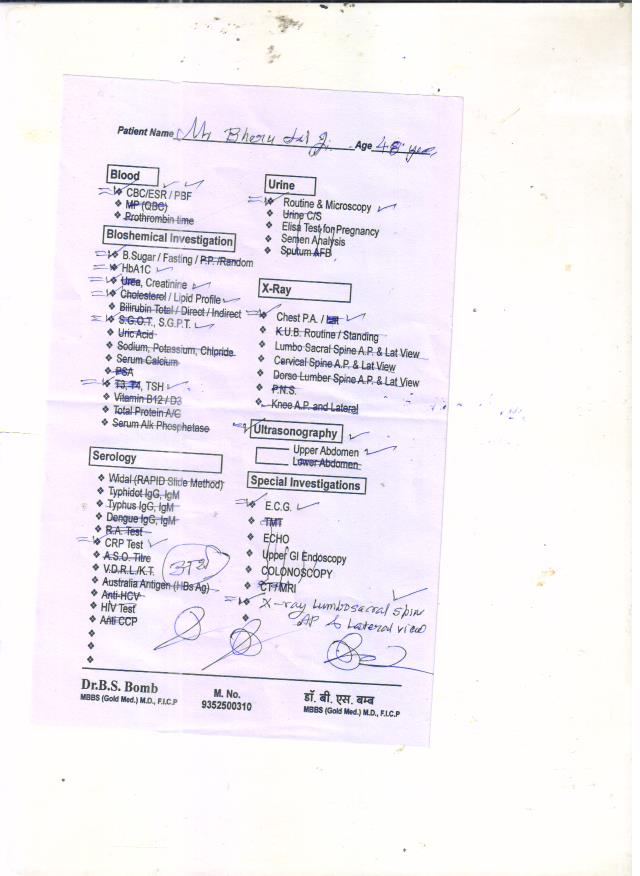 Patient Name Mr Bheru Lal Ji. Age 48 year
Blood
CBC/ESR / PBF
MP (QBC)
Prothrombin time
Bioshemical Investigation
B.Sugar / Fasting / P.P. /Random
HbA1C
Urea, Creatinine
Cholesterol / Lipid Profile
Bilirubin Total / Direct / Indirect
S.G.O.T., S.G.P.T.
Uric Acid
Sodium, Potassium, Chloride
Serum Calcium
PSA
T3, T4, TSH
Vitamin B12 / D3
Total Protein A/C
Serum Alk Phosphetase
Serology
Widal (RAPID Slide Method)
Typhidot IgG, IgM
Typhus IgG, IgM
Dengue IgG, IgM
R.A. Test
CRP Test
A.S.O. Titre
V.D.R.L./K.T.
Australia Antigen (HBs Ag)
Anti-HCV
HIV Test
Anti CCP
Urine
Routine & Microscopy
Urine C/S
Elisa Test for Pregnancy
Semen Analysis
Sputum AFB
X-Ray
Chest P.A. / Lat
K.U.B. Routine / Standing
Lumbo Sacral Spine A.P. & Lat View
Cervical Spine A.P. & Lat View
Dorso Lumber Spine A.P. & Lat View
P.N.S.
Knee A.P. and Lateral
Ultrasonography
Upper Abdomen
Lower Abdomen
Special Investigations
E.C.G.
TMT
ECHO
Upper GI Endoscopy
COLONOSCOPY
CT / MRI
X-ray Lumbosacral spin
AP & Lateral view
Dr.B.S. Bomb
MBBS (Gold Med.) M.D., F.I.C.P
M. No.
9352500310
डॉ. बी. एस. बम्ब
MBBS (Gold Med.) M.D., F.I.C.P